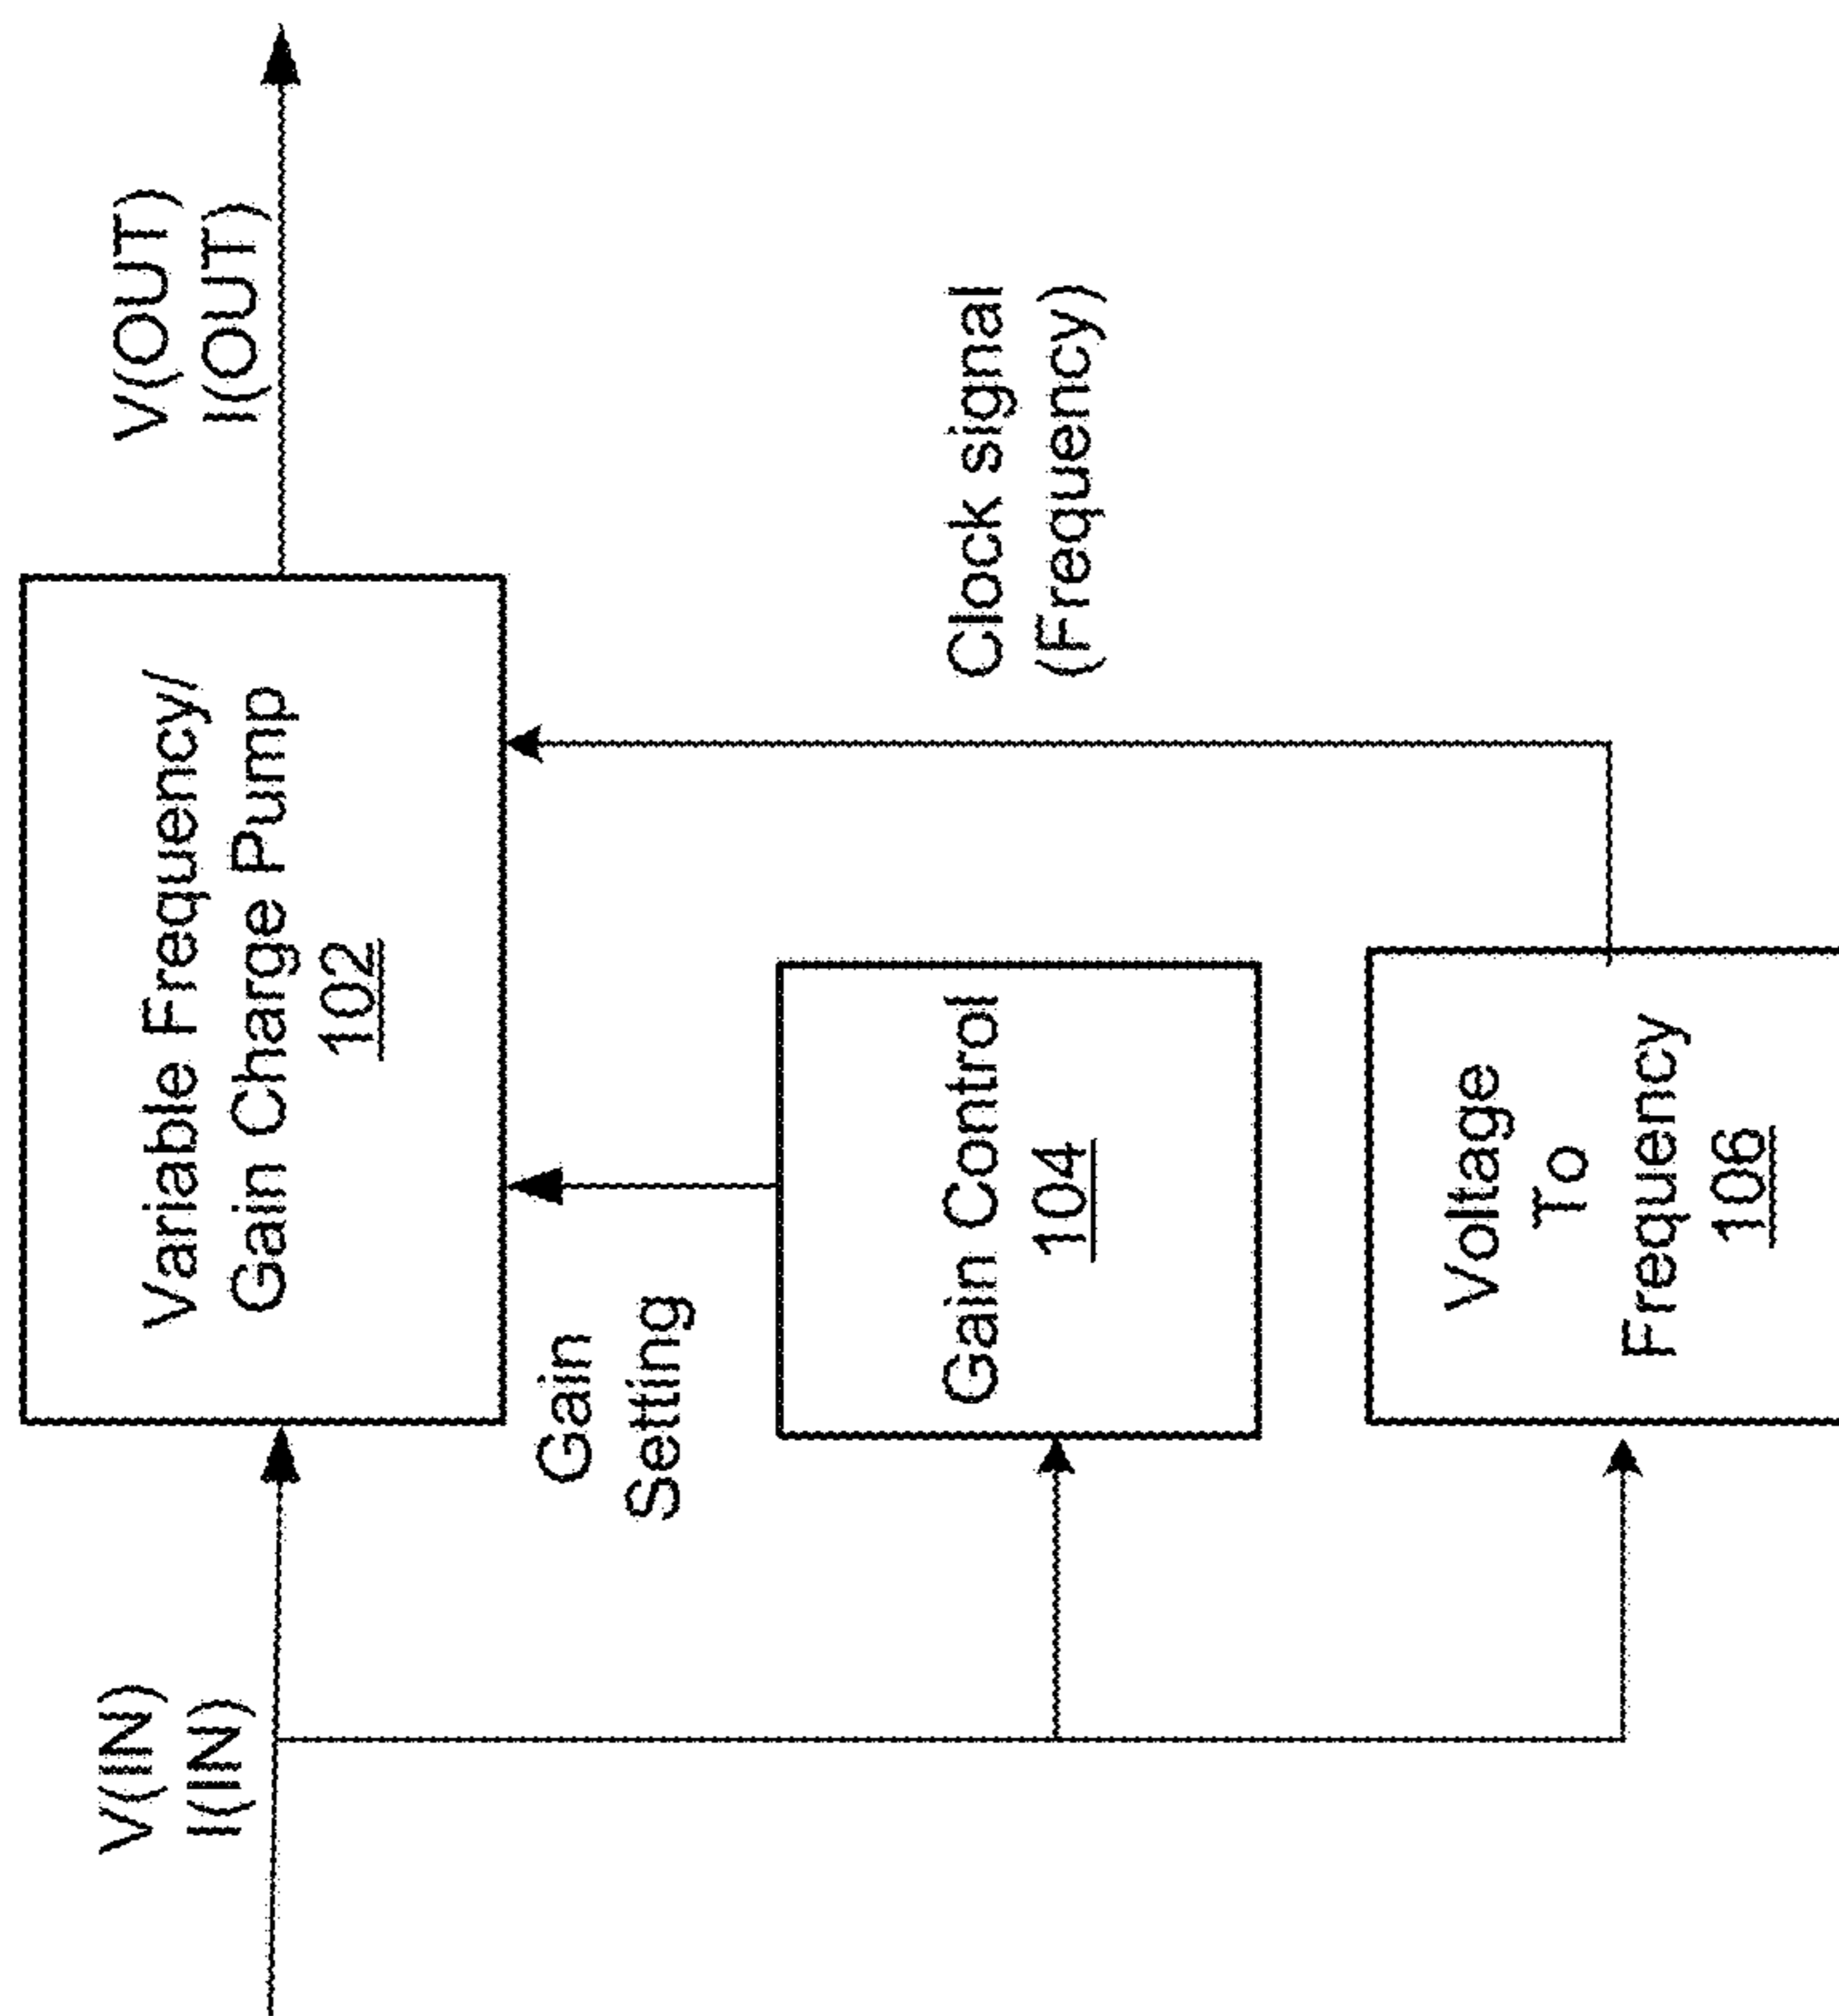 V(IN)
I(IN)
Variable Frequency/
Gain Charge Pump
102
V(OUT)
I(OUT)
Gain
Setting
Gain Control
104
Clock signal
(Frequency)
Voltage
To
Frequency
106